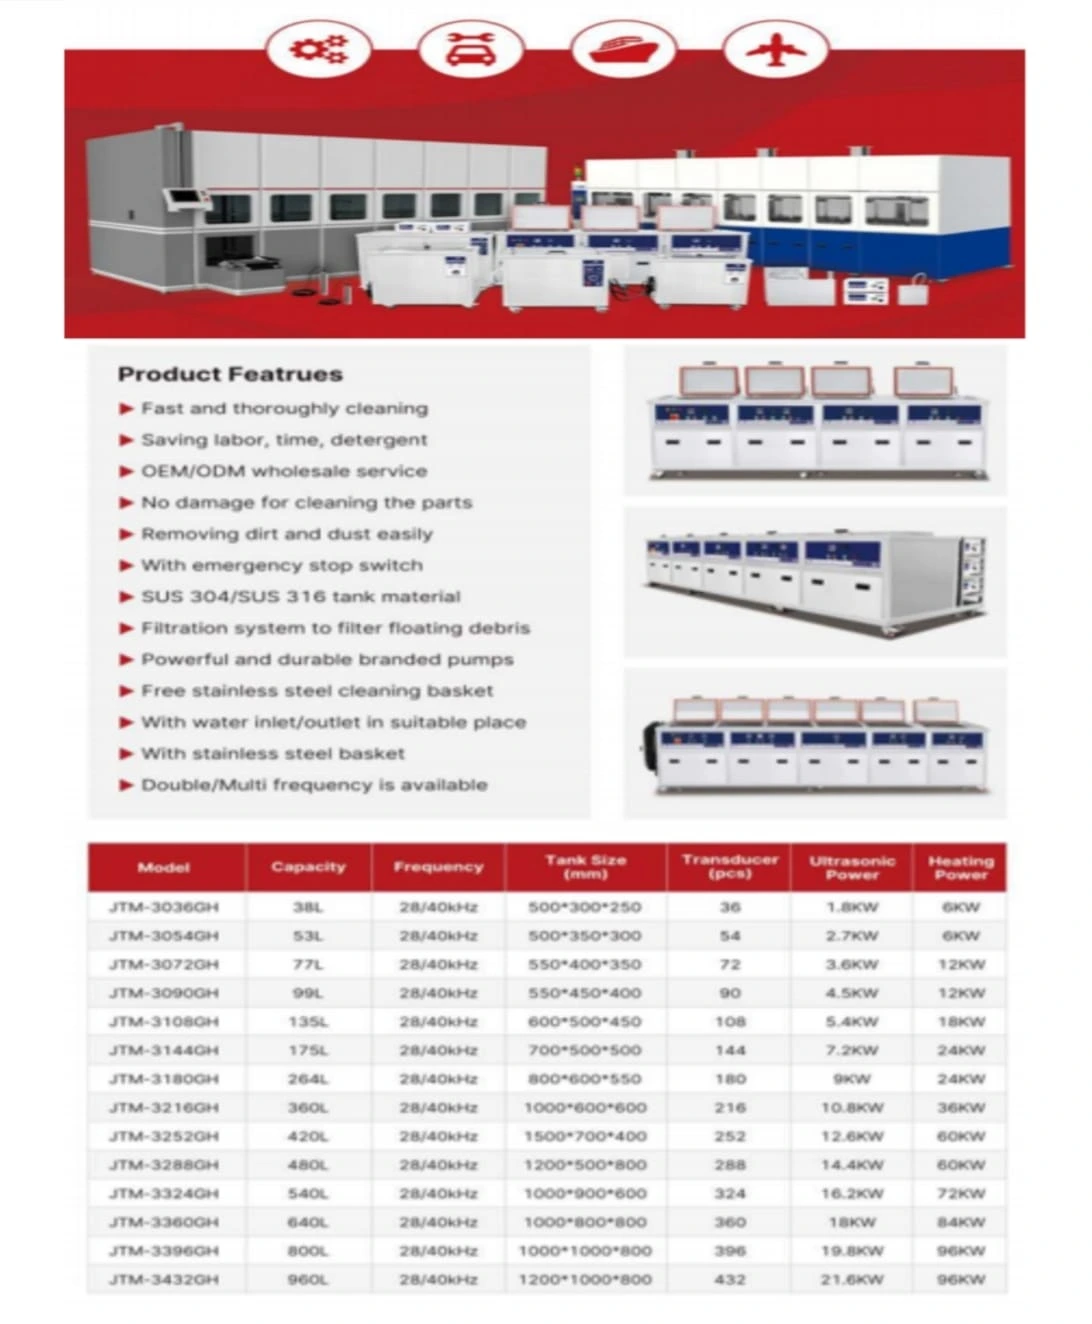 Product Featrues
Fast and thoroughly cleaning
Saving labor, time, detergent
OEM/ODM wholesale service
No damage for cleaning the parts
Removing dirt and dust easily
With emergency stop switch
SUS 304/SUS 316 tank material
Filtration system to filter floating debris
Powerful and durable branded pumps
Free stainless steel cleaning basket
With water inlet/outlet in suitable place
With stainless steel basket
Double/Multi frequency is available
Model Capacity Frequency Tank Size (mm) Transducer (pcs) Ultrasonic Power Heating Power
JTM-3036GH 38L 28/40kHz 500*300*250 36 1.8KW 6KW
JTM-3054GH 53L 28/40kHz 500*350*300 54 2.7KW 6KW
JTM-3072GH 77L 28/40kHz 550*400*350 72 3.6KW 12KW
JTM-3090GH 99L 28/40kHz 550*450*400 90 4.5KW 12KW
JTM-3108GH 135L 28/40kHz 600*500*450 108 5.4KW 18KW
JTM-3144GH 175L 28/40kHz 700*500*500 144 7.2KW 24KW
JTM-3180GH 264L 28/40kHz 800*600*550 180 9KW 24KW
JTM-3216GH 360L 28/40kHz 1000*600*600 216 10.8KW 36KW
JTM-3252GH 420L 28/40kHz 1500*700*400 252 12.6KW 60KW
JTM-3288GH 480L 28/40kHz 1200*500*800 288 14.4KW 60KW
JTM-3324GH 540L 28/40kHz 1000*900*600 324 16.2KW 72KW
JTM-3360GH 640L 28/40kHz 1000*800*800 360 18KW 84KW
JTM-3396GH 800L 28/40kHz 1000*1000*800 396 19.8KW 96KW
JTM-3432GH 960L 28/40kHz 1200*1000*800 432 21.6KW 96KW